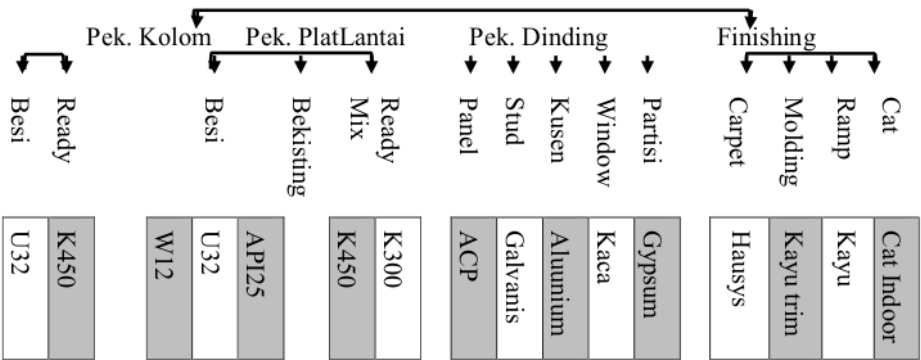 Pek. Kolom
Pek. PlatLantai
Pek. Dinding
Finishing
Besi
Ready
Besi
Bekisting
Ready
Mix
Panel
Stud
Kusen
Window
Partisi
Carpet
Molding
Ramp
Cat
U32
K450
W12
U32
API25
K450
K300
ACP
Galvanis
Aluunium
Kaca
Gypsum
Hausys
Kayu trim
Kayu
Cat Indoor